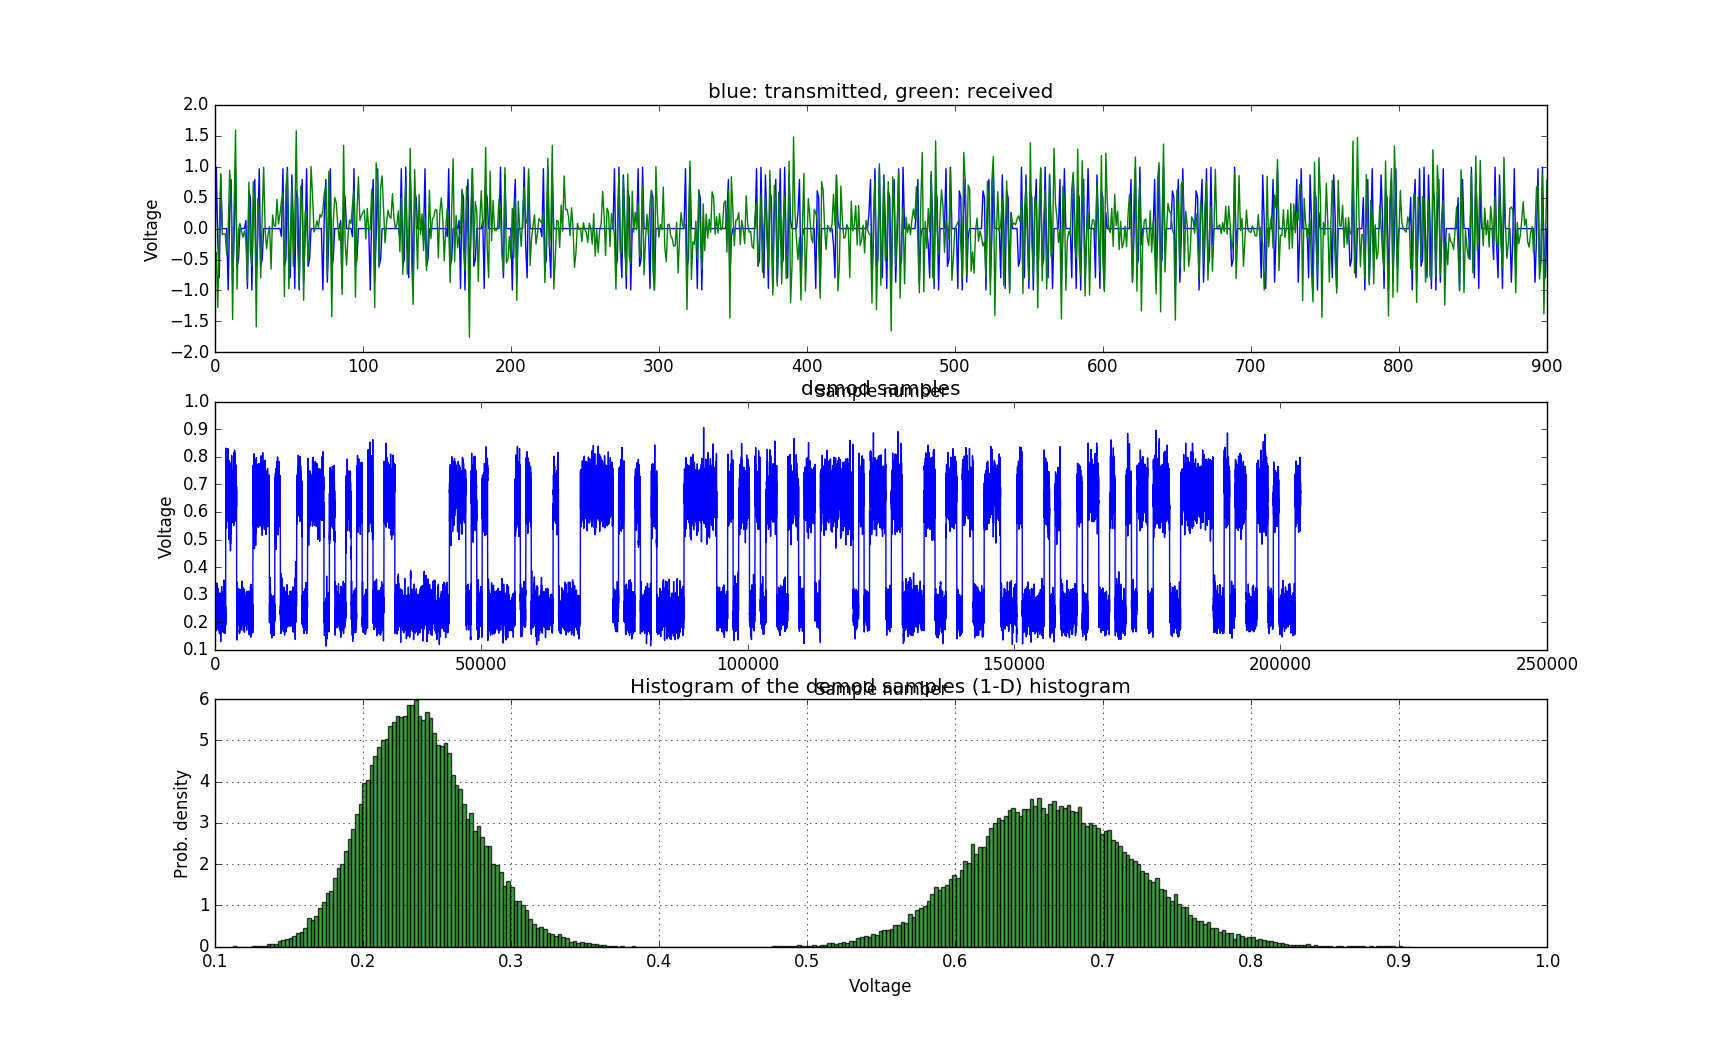 blue: transmitted, green: received
Voltage
2.0
1.5
1.0
0.5
0.0
−0.5
−1.0
−1.5
−2.0
0 100 200 300 400 500 600 700 800 900
Sample number
demod samples
Voltage
1.0
0.9
0.8
0.7
0.6
0.5
0.4
0.3
0.2
0.1
0 50000 100000 150000 200000 250000
Sample number
Histogram of the demod samples (1-D) histogram
Prob. density
6
5
4
3
2
1
0
0.1 0.2 0.3 0.4 0.5 0.6 0.7 0.8 0.9 1.0
Voltage